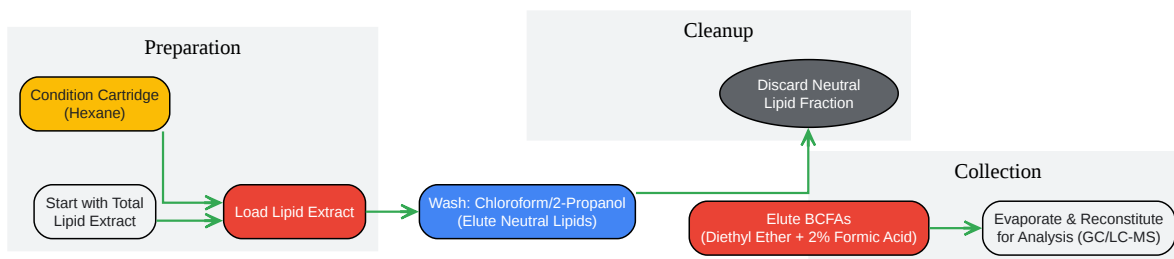 Preparation
Condition Cartridge
(Hexane)
Start with Total
Lipid Extract
Load Lipid Extract
Wash: Chloroform/2-Propanol
(Elute Neutral Lipids)
Cleanup
Discard Neutral
Lipid Fraction
Collection
Elute BCFAs
(Diethyl Ether + 2% Formic Acid)
Evaporate & Reconstitute
for Analysis (GC/LC-MS)